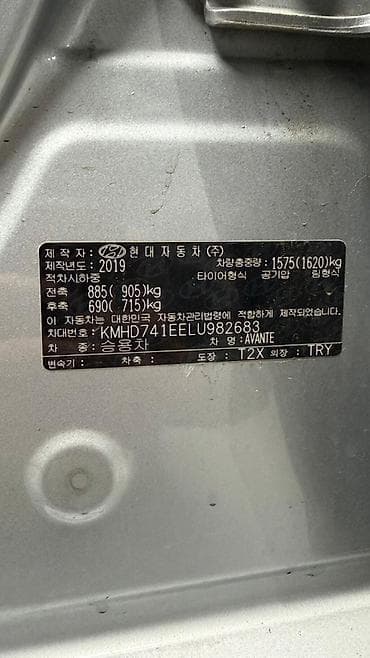 제 작 자 : 현대자동차(주)
제작년도 : 2019 차량총중량 : 1575(1620)kg
적차시하중 타이어형식 공기압 림형식
전축 885( 905)kg
후축 690( 715)kg
이 자동차는 대한민국 자동차관리법령에 적합하게 제작되었습니다.
차대번호 : KMHD741EELU982683
차 종 : 승용차 차 명 : AVANTE
변속기 : 차축 : 도장 : T2X 외장 : TRY